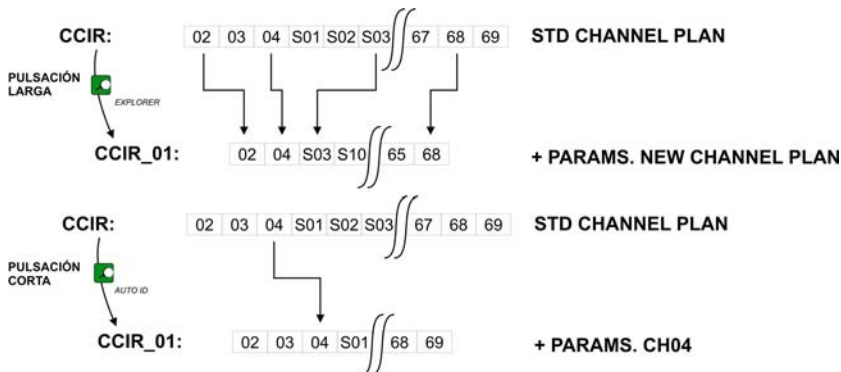 CCIR: 02 03 04 S01 S02 S03 67 68 69 STD CHANNEL PLAN
PULSACIÓN
LARGA
EXPLORER
CCIR_01: 02 04 S03 S10 65 68 + PARAMS. NEW CHANNEL PLAN
CCIR: 02 03 04 S01 S02 S03 67 68 69 STD CHANNEL PLAN
PULSACIÓN
CORTA
AUTO ID
CCIR_01: 02 03 04 S01 68 69 + PARAMS. CH04